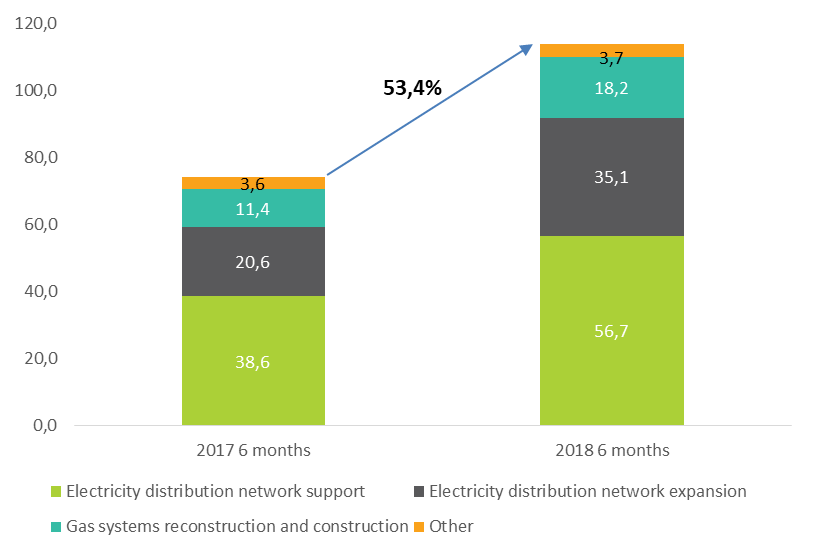 120,0
100,0
80,0
60,0
40,0
20,0
0,0
53,4%
3,6
11,4
20,6
38,6
3,7
18,2
35,1
56,7
2017 6 months
2018 6 months
Electricity distribution network support
Electricity distribution network expansion
Gas systems reconstruction and construction
Other